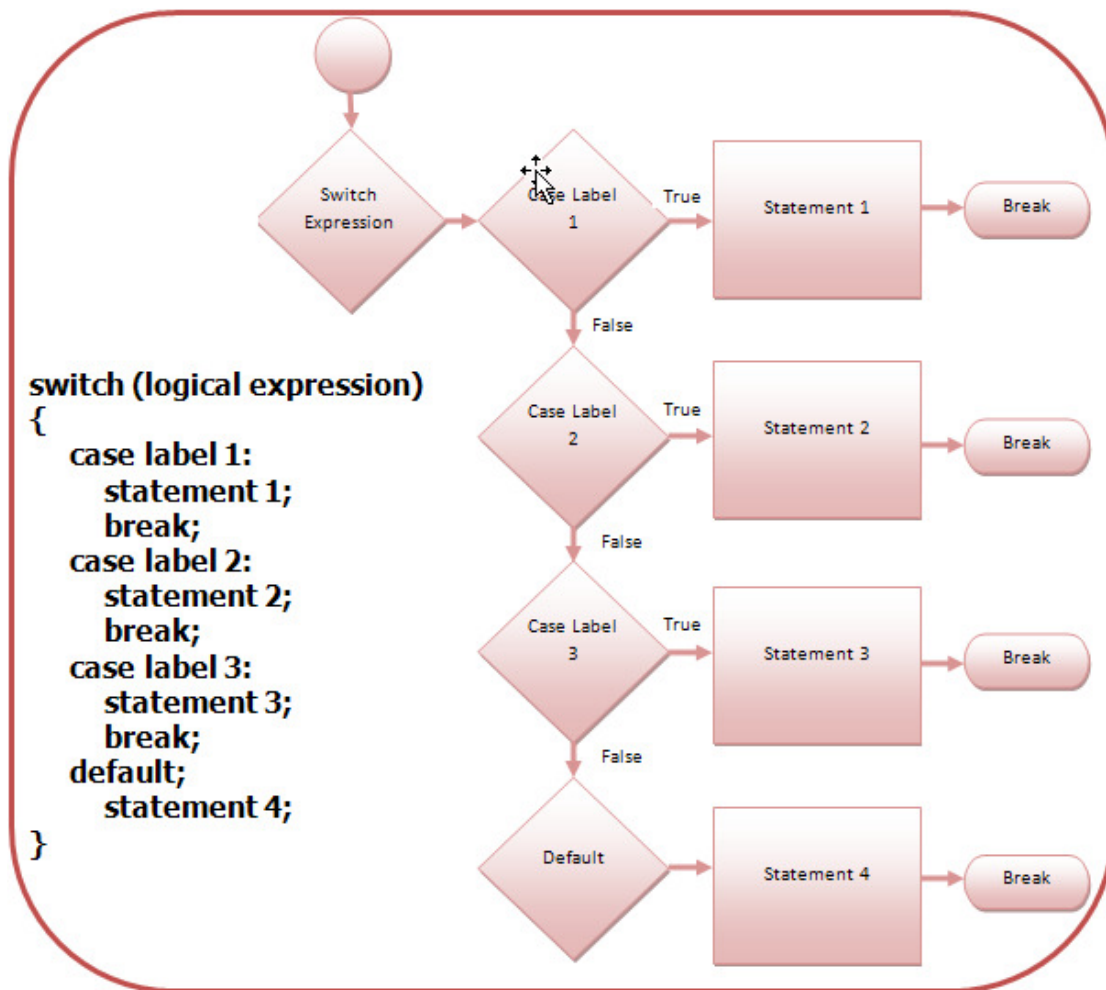 Switch
Expression
Case Label
1
True
Statement 1
Break
False
switch (logical expression)
{
case label 1:
statement 1;
break;
case label 2:
statement 2;
break;
case label 3:
statement 3;
break;
default;
statement 4;
}
Case Label
2
True
Statement 2
Break
False
Case Label
3
True
Statement 3
Break
False
Default
Statement 4
Break